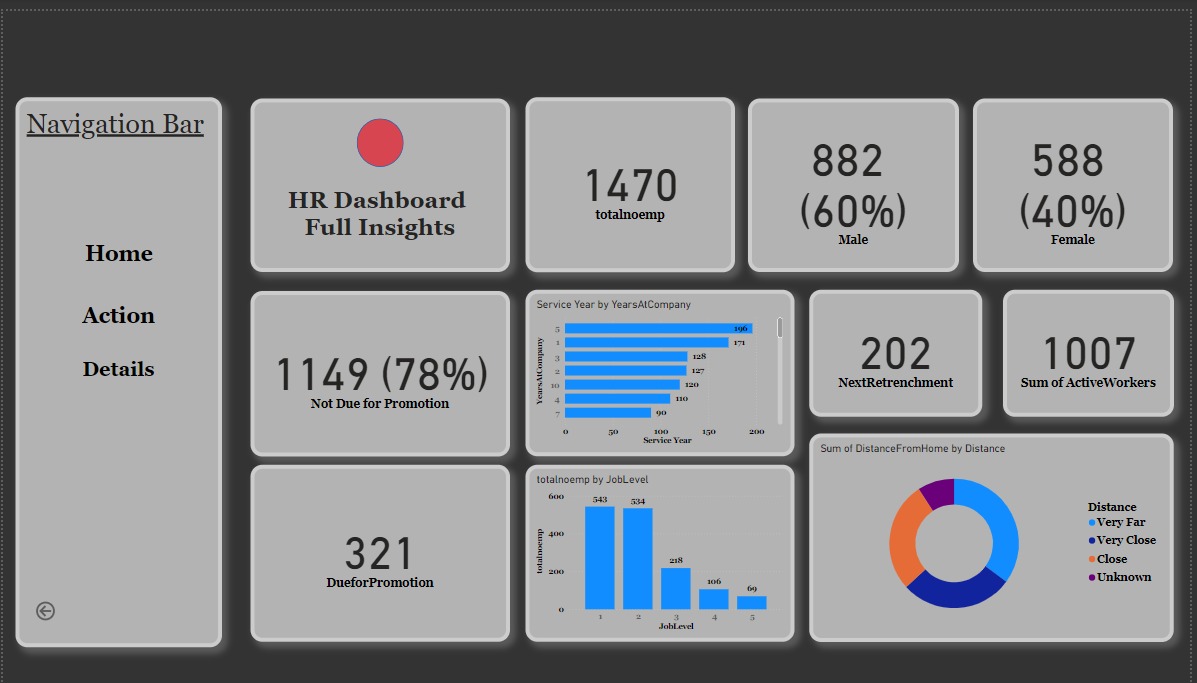 Navigation Bar
Home
Action
Details
HR Dashboard
Full Insights
1470
totalnoemp
882
(60%)
Male
588
(40%)
Female
1149 (78%)
Not Due for Promotion
Service Year by YearsAtCompany
YearsAtCompany
5
196
1
171
3
128
2
127
10
120
4
110
7
90
0
50
100
150
200
Service Year
202
NextRetrenchment
1007
Sum of ActiveWorkers
321
DueforPromotion
totalnoemp by JobLevel
totalnoemp
600
400
200
0
543
534
218
106
69
1
2
3
4
5
JobLevel
Sum of DistanceFromHome by Distance
Distance
Very Far
Very Close
Close
Unknown